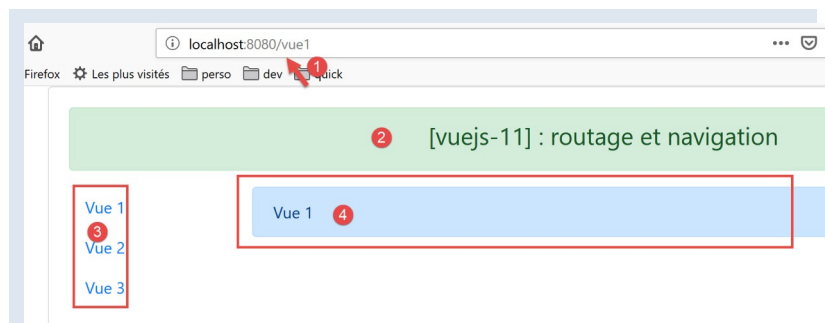 localhost:8080/vue1
Firefox Les plus visités perso dev quick
1
2 [vuejs-11] : routage et navigation
Vue 1
Vue 1 4
3
Vue 2
Vue 3